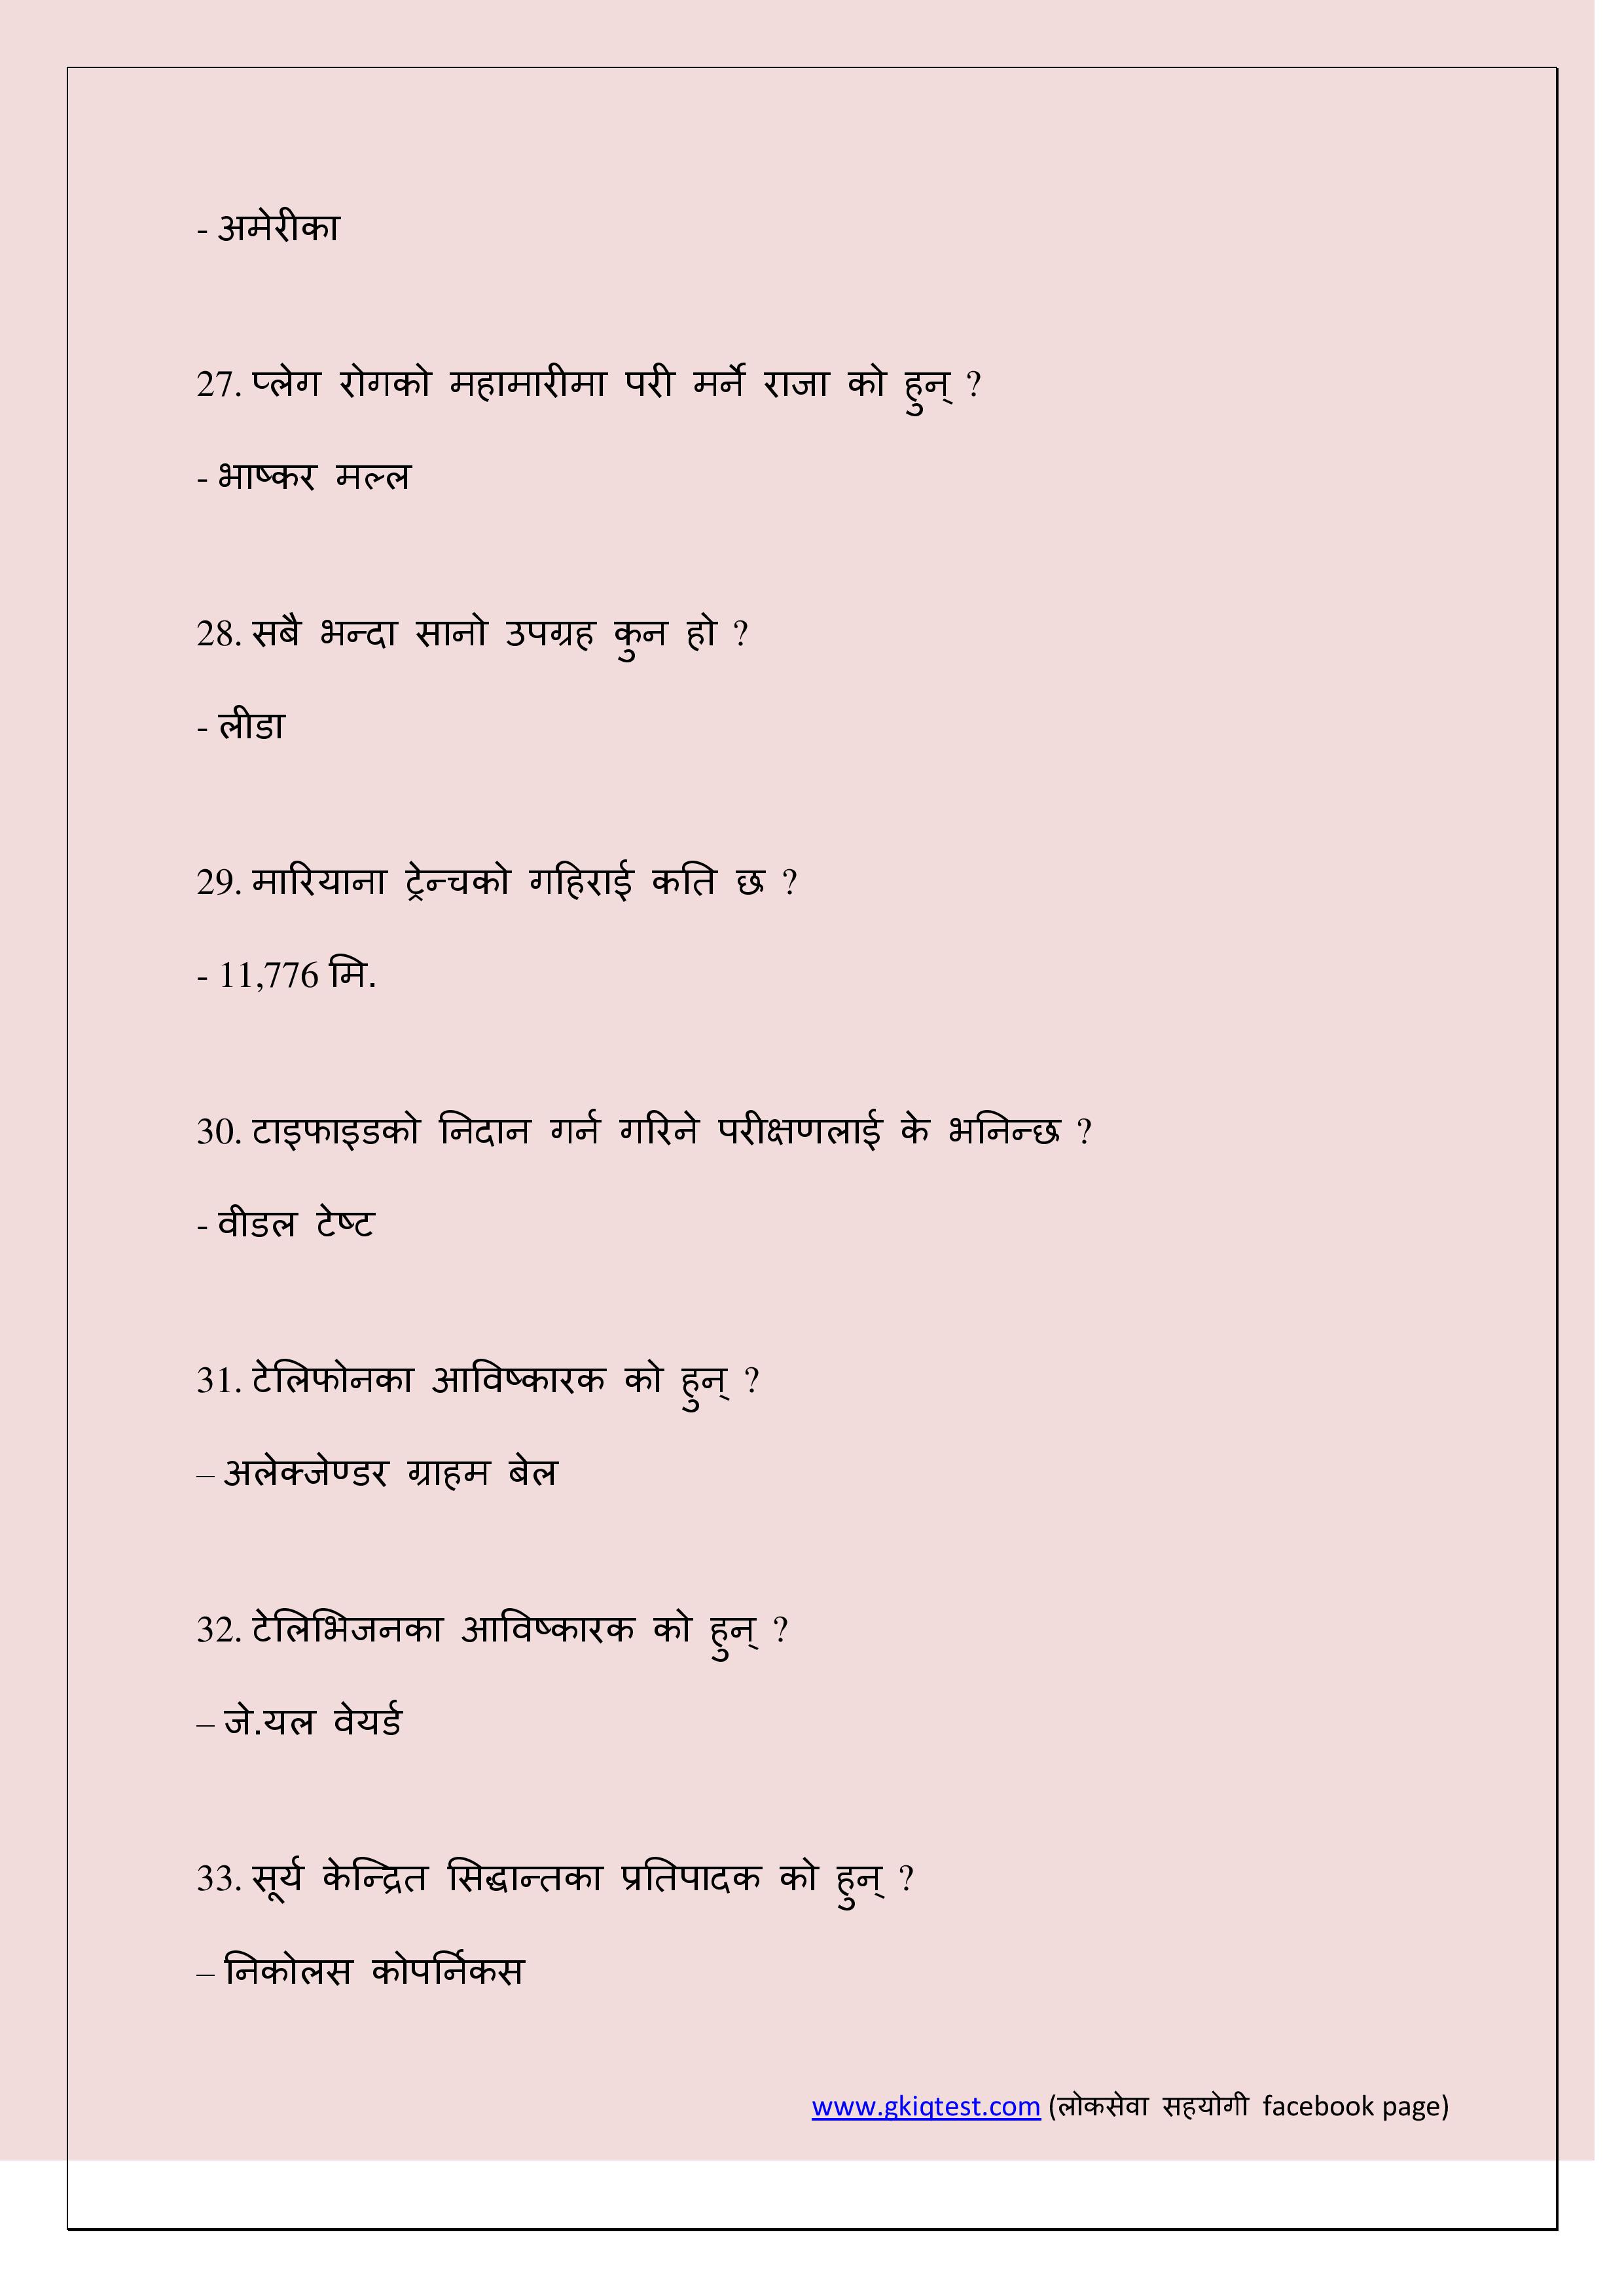 - अमेरीका
27. प्लेग रोगको महामारीमा परी मर्ने राजा को हुन् ?
- भाष्कर मल्ल
28. सबै भन्दा सानो उपग्रह कुन हो ?
- लीडा
29. मारियाना ट्रेन्चको गहिराई कति छ ?
- 11,776 मि.
30. टाइफाइडको निदान गर्न गरिने परीक्षणलाई के भनिन्छ ?
- वीडल टेष्ट
31. टेलिफोनका आविष्कारक को हुन् ?
– अलेक्जेण्डर ग्राहम बेल
32. टेलिभिजनका आविष्कारक को हुन् ?
– जे.यल वेयर्ड
33. सूर्य केन्द्रित सिद्धान्तका प्रतिपादक को हुन् ?
– निकोलस कोपर्निकस
www.gkiqtest.com (लोकसेवा सहयोगी facebook page)